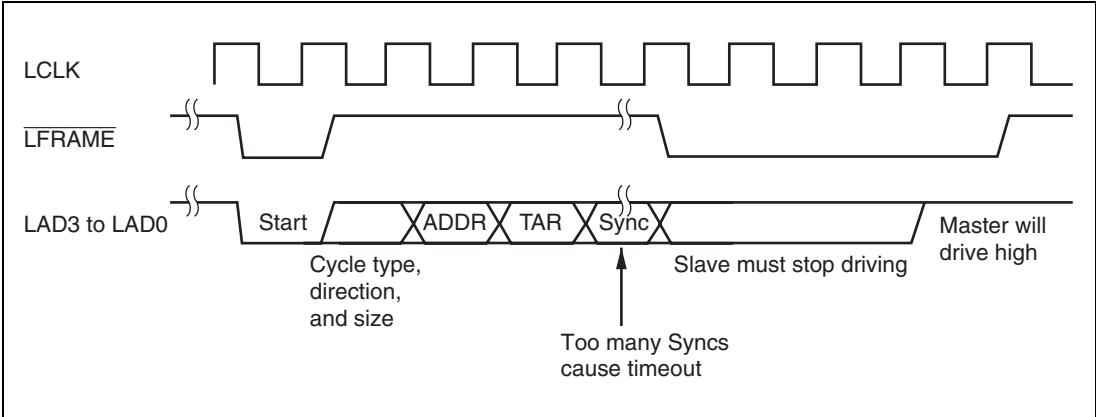 LCLK
LFRAME
LAD3 to LAD0
Start
ADDR
TAR
Sync
Master will
drive high
Cycle type,
direction,
and size
Slave must stop driving
Too many Syncs
cause timeout